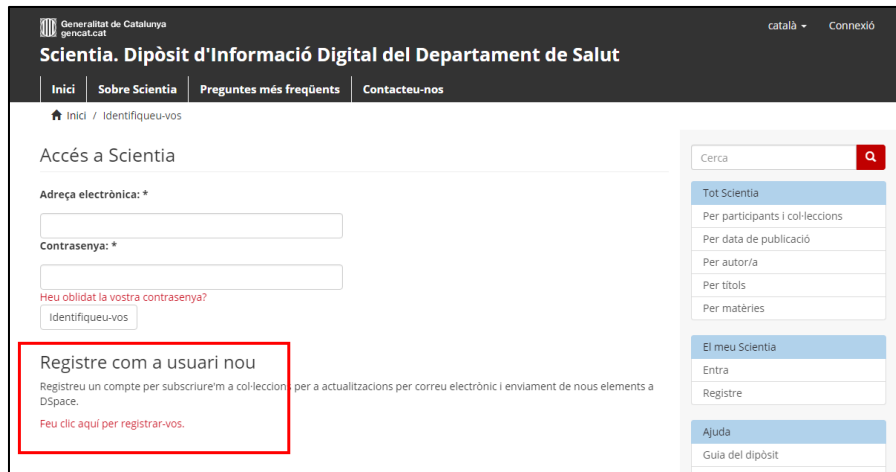 Generalitat de Catalunya
gencat.cat
català
Connexió
Scientia. Dipòsit d'Informació Digital del Departament de Salut
Inici
Sobre Scientia
Preguntes més freqüents
Contacteu-nos
Inici / Identifiqueu-vos
Accés a Scientia
Adreça electrònica: *
Contrasenya: *
Heu oblidat la vostra contrasenya?
Identifiqueu-vos
Registre com a usuari nou
Registreu un compte per subscriure'm a col·leccions per a actualitzacions per correu electrònic i enviament de nous elements a
DSpace.
Feu clic aquí per registrar-vos.
Cerca
Tot Scientia
Per participants i col·leccions
Per data de publicació
Per autor/a
Per títols
Per matèries
El meu Scientia
Entra
Registre
Ajuda
Guia del dipòsit